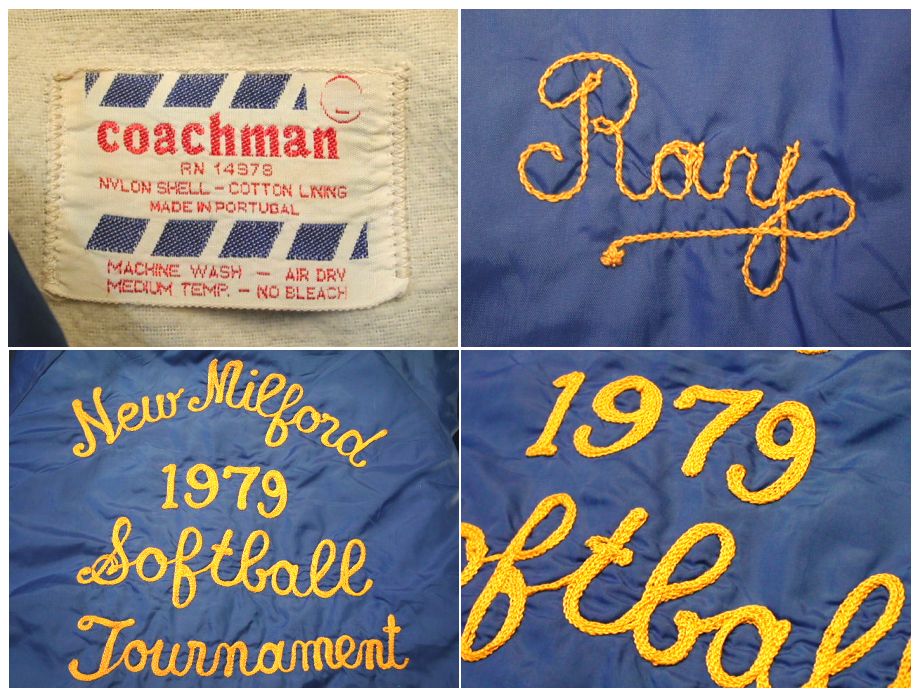 coachman
RN 14978
NYLON SHELL - COTTON LINING
MADE IN PORTUGAL
MACHINE WASH - AIR DRY
MEDIUM TEMP. - NO BLEACH
Ray
New Milford
1979
Softball
Tournament
1979
oftbal